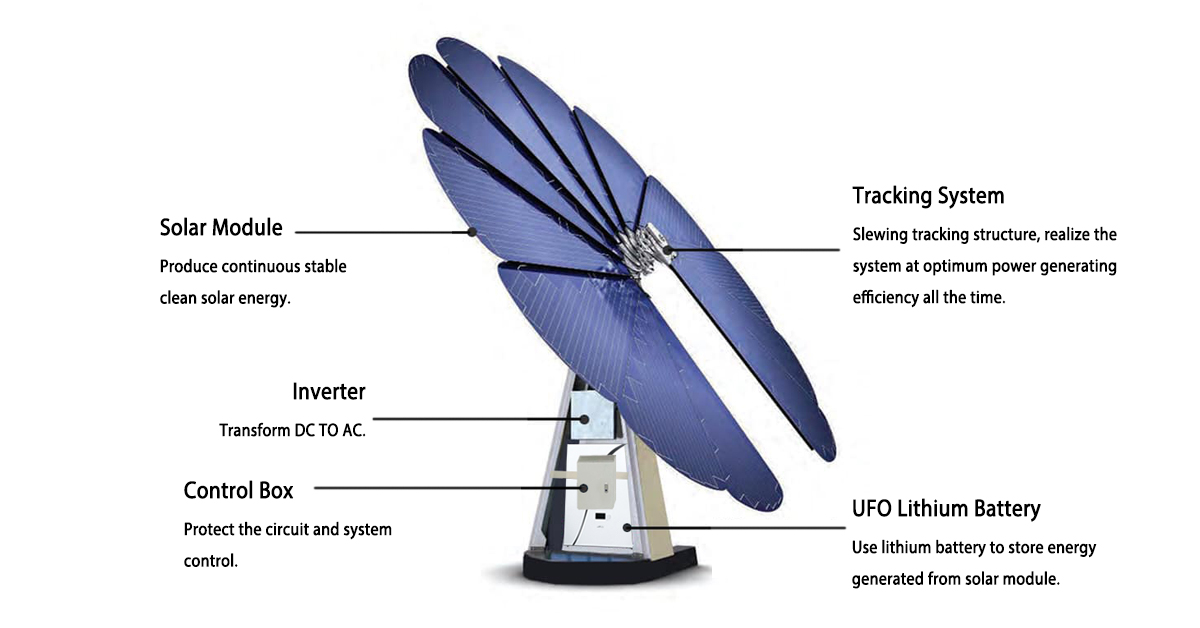 Solar Module
Produce continuous stable
clean solar energy.
Tracking System
Slewing tracking structure, realize the
system at optimum power generating
efficiency all the time.
Inverter
Transform DC TO AC.
Control Box
Protect the circuit and system
control.
UFO Lithium Battery
Use lithium battery to store energy
generated from solar module.